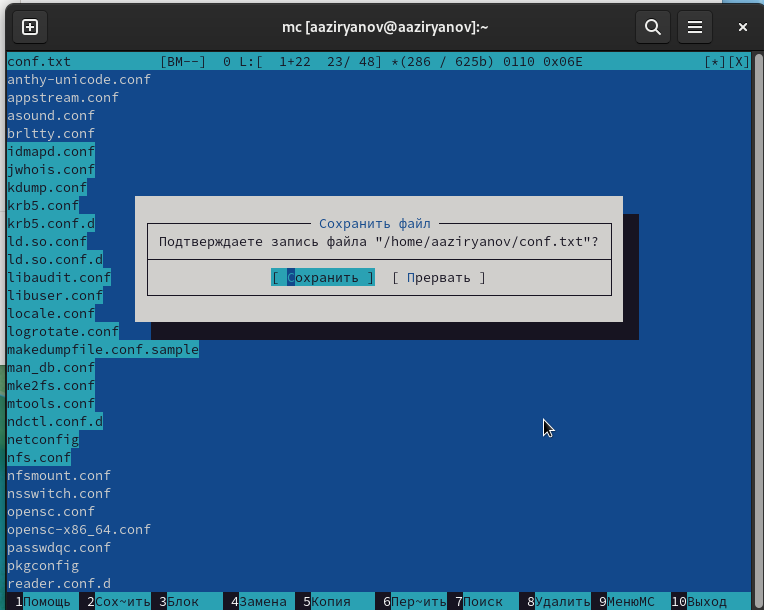 mc [aaziryanov@aaziryanov]:~
conf.txt [BM--] 0 L:[ 1+22 23/ 48] *(286 / 625b) 0110 0x06E [*][X]
anthy-unicode.conf
appstream.conf
asound.conf
brltty.conf
idmapd.conf
jwhois.conf
kdump.conf
krb5.conf
krb5.conf.d
ld.so.conf
ld.so.conf.d
libaudit.conf
libuser.conf
locale.conf
logrotate.conf
makedumpfile.conf.sample
man_db.conf
mke2fs.conf
mtools.conf
ndctl.conf.d
netconfig
nfs.conf
nfsmount.conf
nsswitch.conf
opensc.conf
opensc-x86_64.conf
passwdqc.conf
pkgconfig
reader.conf.d
Сохранить файл
Подтверждаете запись файла "/home/aaziryanov/conf.txt"?
[ Сохранить ] [ Прервать ]
1Помощь 2Сох~ить 3Блок 4Замена 5Копия 6Пер~ить 7Поиск 8Удалить 9МенюMC 10Выход